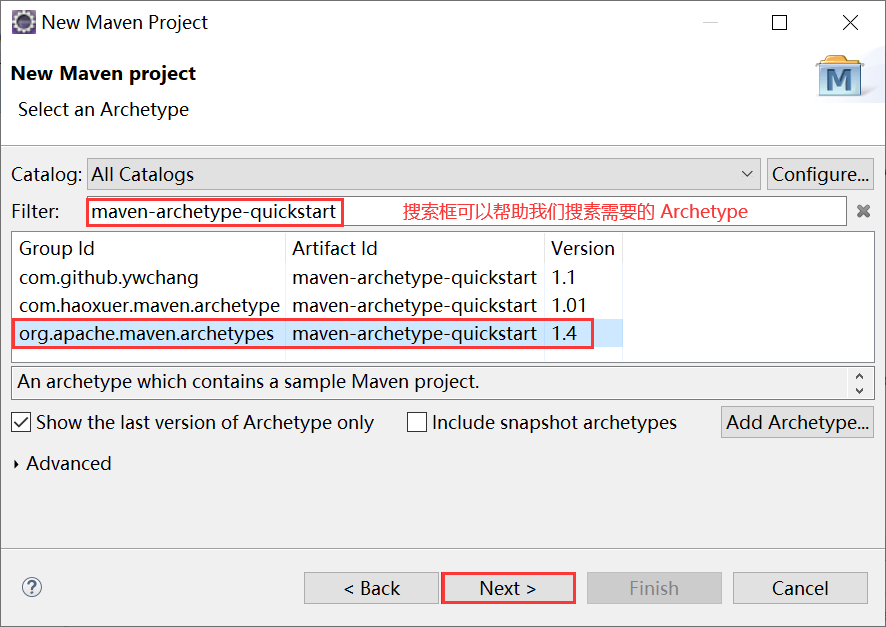 New Maven Project
New Maven project
Select an Archetype
M
Catalog: All Catalogs Configure...
Filter: maven-archetype-quickstart 搜索框可以帮助我们搜素需要的 Archetype
Group Id Artifact Id Version
com.github.ywchang maven-archetype-quickstart 1.1
com.haoxuer.maven.archetype maven-archetype-quickstart 1.01
org.apache.maven.archetypes maven-archetype-quickstart 1.4
An archetype which contains a sample Maven project.
Show the last version of Archetype only Include snapshot archetypes Add Archetype...
Advanced
? < Back Next > Finish Cancel